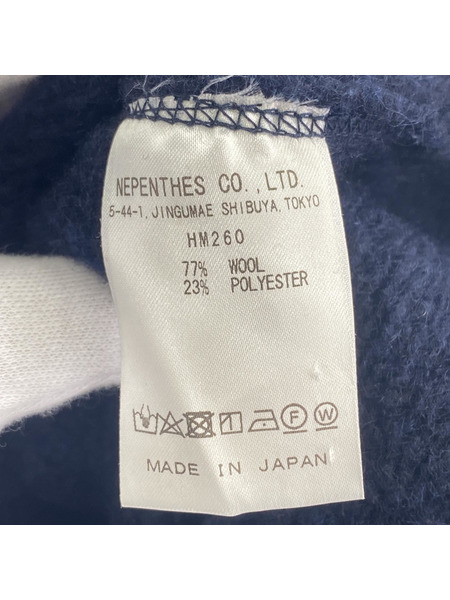 NEPENTHES CO.,LTD.
5-44-1, JINGUMAE SHIBUYA, TOKYO
HM260
77% WOOL
23% POLYESTER
F W
MADE IN JAPAN